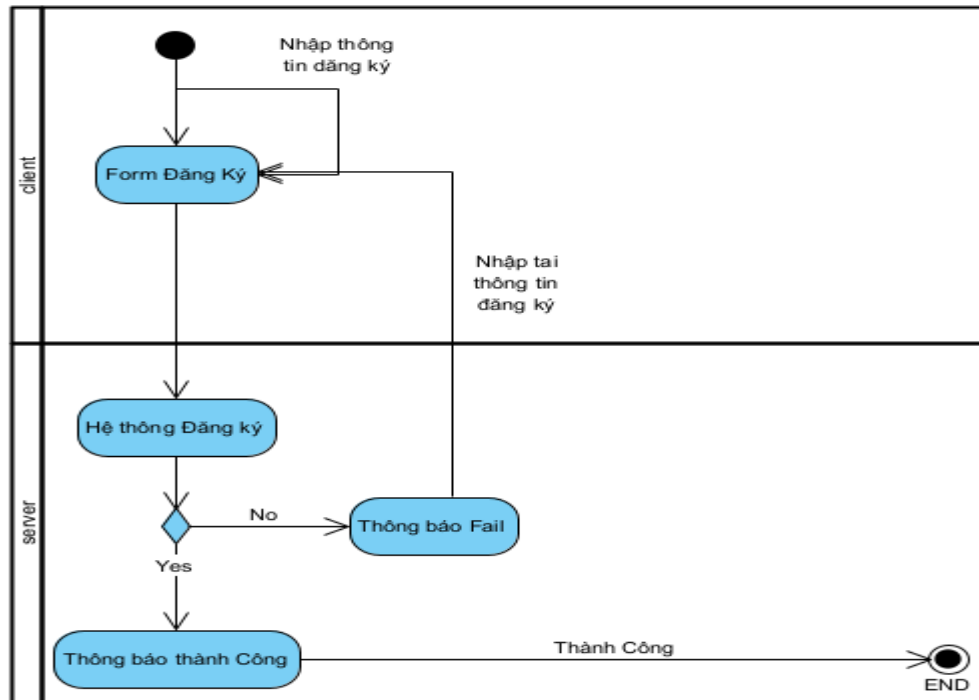 Nhập thông
tin dăng ký
client
Form Đăng Ký
Nhập tai
thông tin
đăng ký
Hệ thông Đăng ký
server
No
Thông báo Fail
Yes
Thông báo thành Công
Thành Công
END